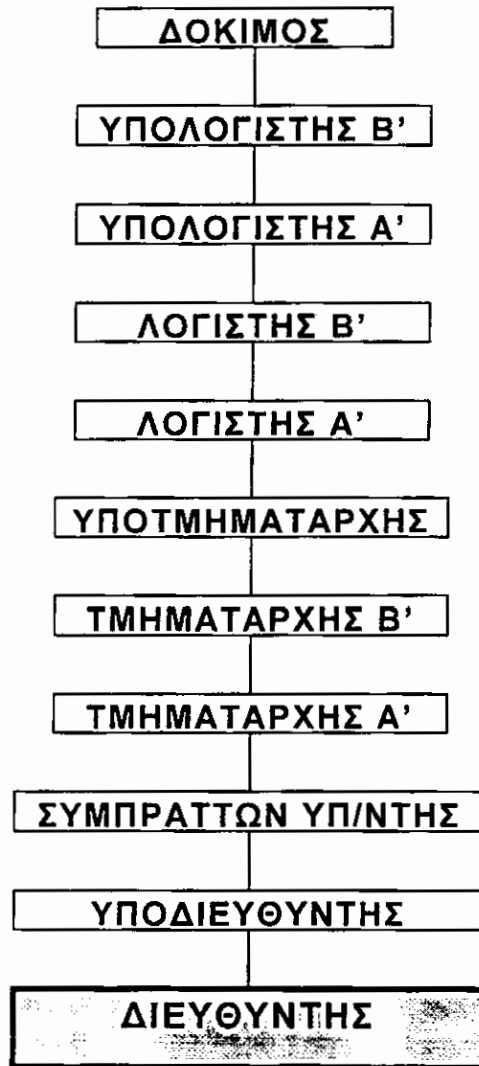 ΔΟΚΙΜΟΣ
ΥΠΟΛΟΓΙΣΤΗΣ Β'
ΥΠΟΛΟΓΙΣΤΗΣ Α'
ΛΟΓΙΣΤΗΣ Β'
ΛΟΓΙΣΤΗΣ Α'
ΥΠΟΤΜΗΜΑΤΑΡΧΗΣ
ΤΜΗΜΑΤΑΡΧΗΣ Β'
ΤΜΗΜΑΤΑΡΧΗΣ Α'
ΣΥΜΠΡΑΤΤΩΝ ΥΠ/ΝΤΗΣ
ΥΠΟΔΙΕΥΘΥΝΤΗΣ
ΔΙΕΥΘΥΝΤΗΣ